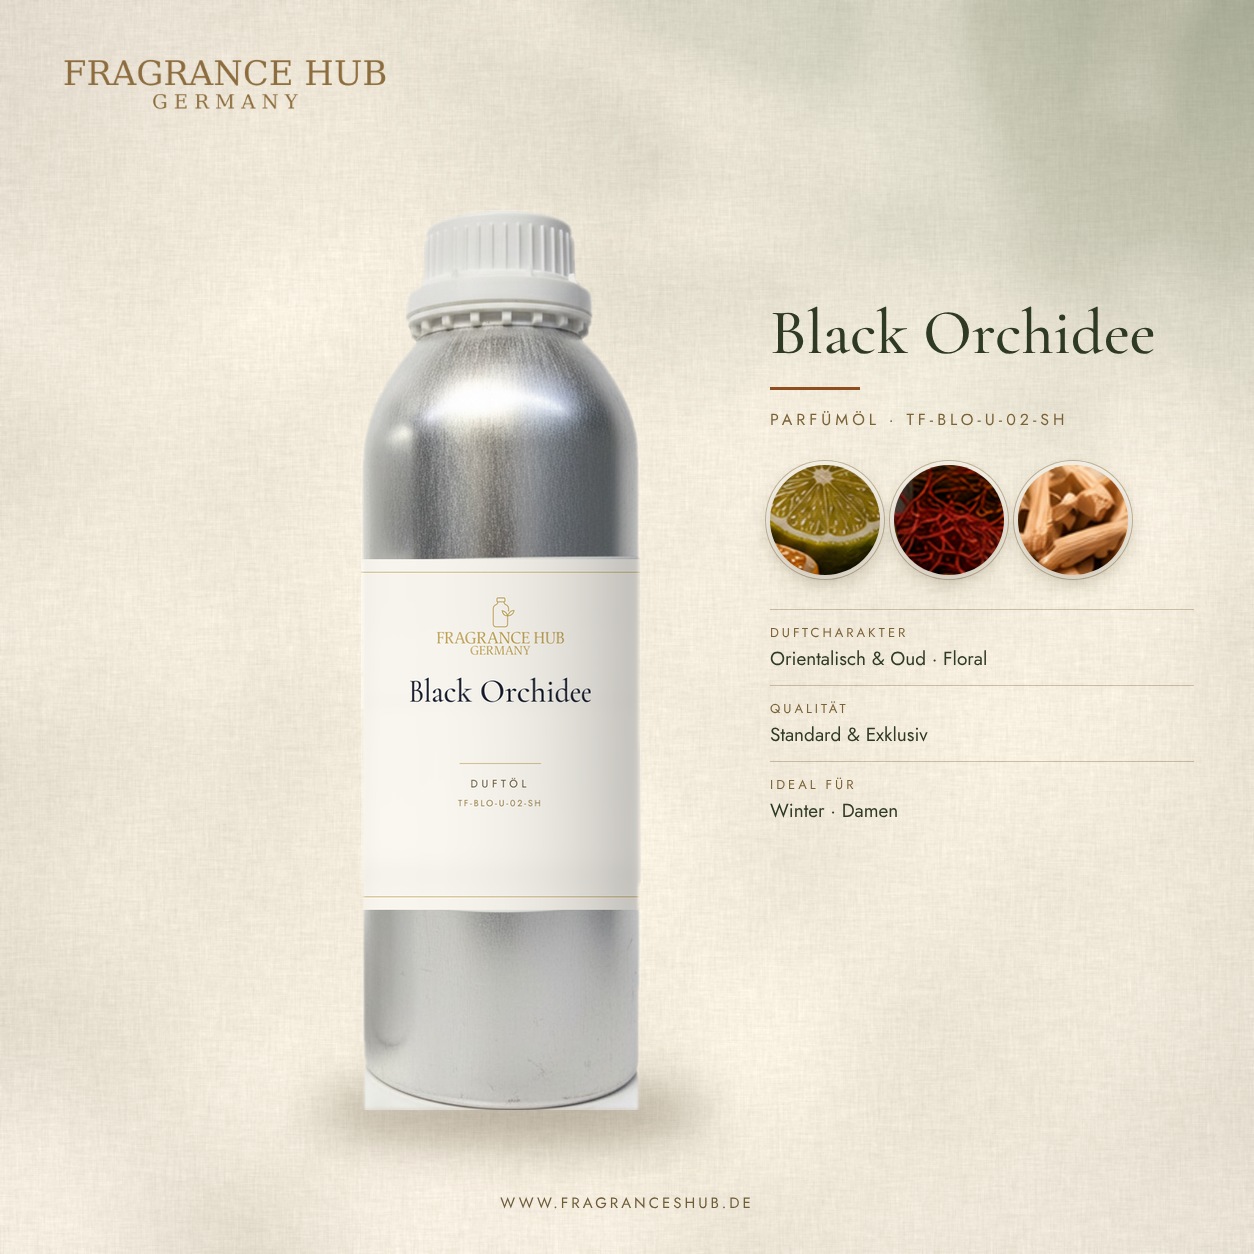 FRAGRANCE HUB
GERMANY
Black Orchidee
PARFÜMÖL · TF-BLO-U-02-SH
DUFTCHARAKTER
Orientalisch & Oud · Floral
QUALITÄT
Standard & Exklusiv
IDEAL FÜR
Winter · Damen
FRAGRANCE HUB
GERMANY
Black Orchidee
DUFTÖL
TF-BLO-U-02-SH
WWW.FRAGRANCESHUB.DE